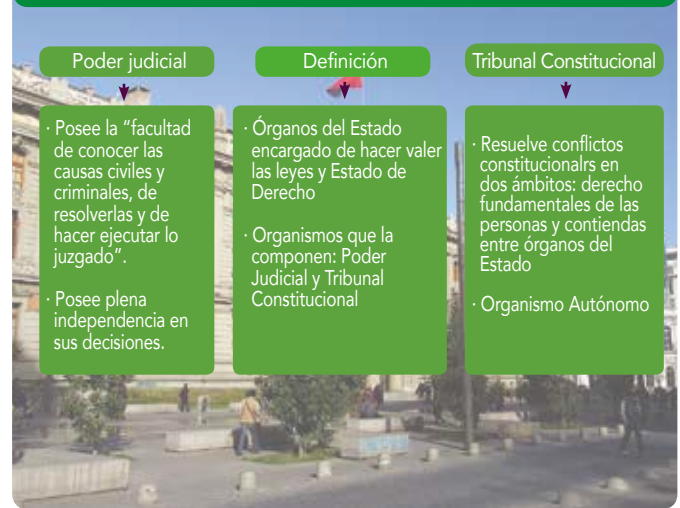 Poder judicial
· Posee la “facultad
de conocer las
causas civiles y
criminales, de
resolverlas y de
hacer ejecutar lo
juzgado”.
· Posee plena
independencia en
sus decisiones.
Definición
· Órganos del Estado
encargado de hacer valer
las leyes y Estado de
Derecho
· Organismos que la
componen: Poder
Judicial y Tribunal
Constitucional
Tribunal Constitucional
· Resuelve conflictos
constitucionalrs en
dos ámbitos: derecho
fundamentales de las
personas y contiendas
entre órganos del
Estado
· Organismo Autónomo